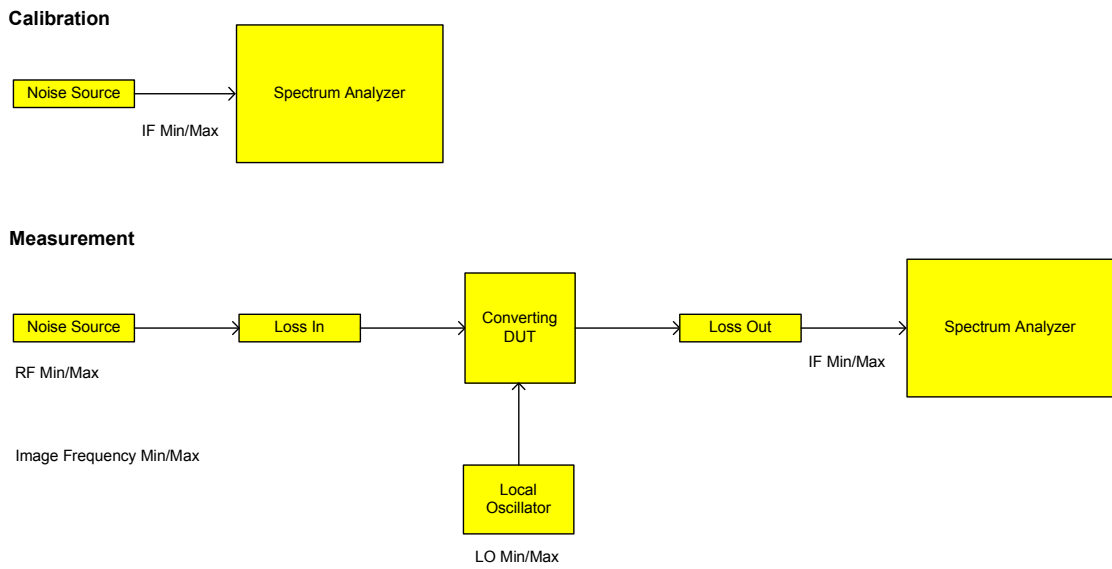 Calibration
Noise Source
Spectrum Analyzer
IF Min/Max
Measurement
Noise Source
Loss In
Converting
DUT
Loss Out
Spectrum Analyzer
RF Min/Max
IF Min/Max
Image Frequency Min/Max
Local
Oscillator
LO Min/Max